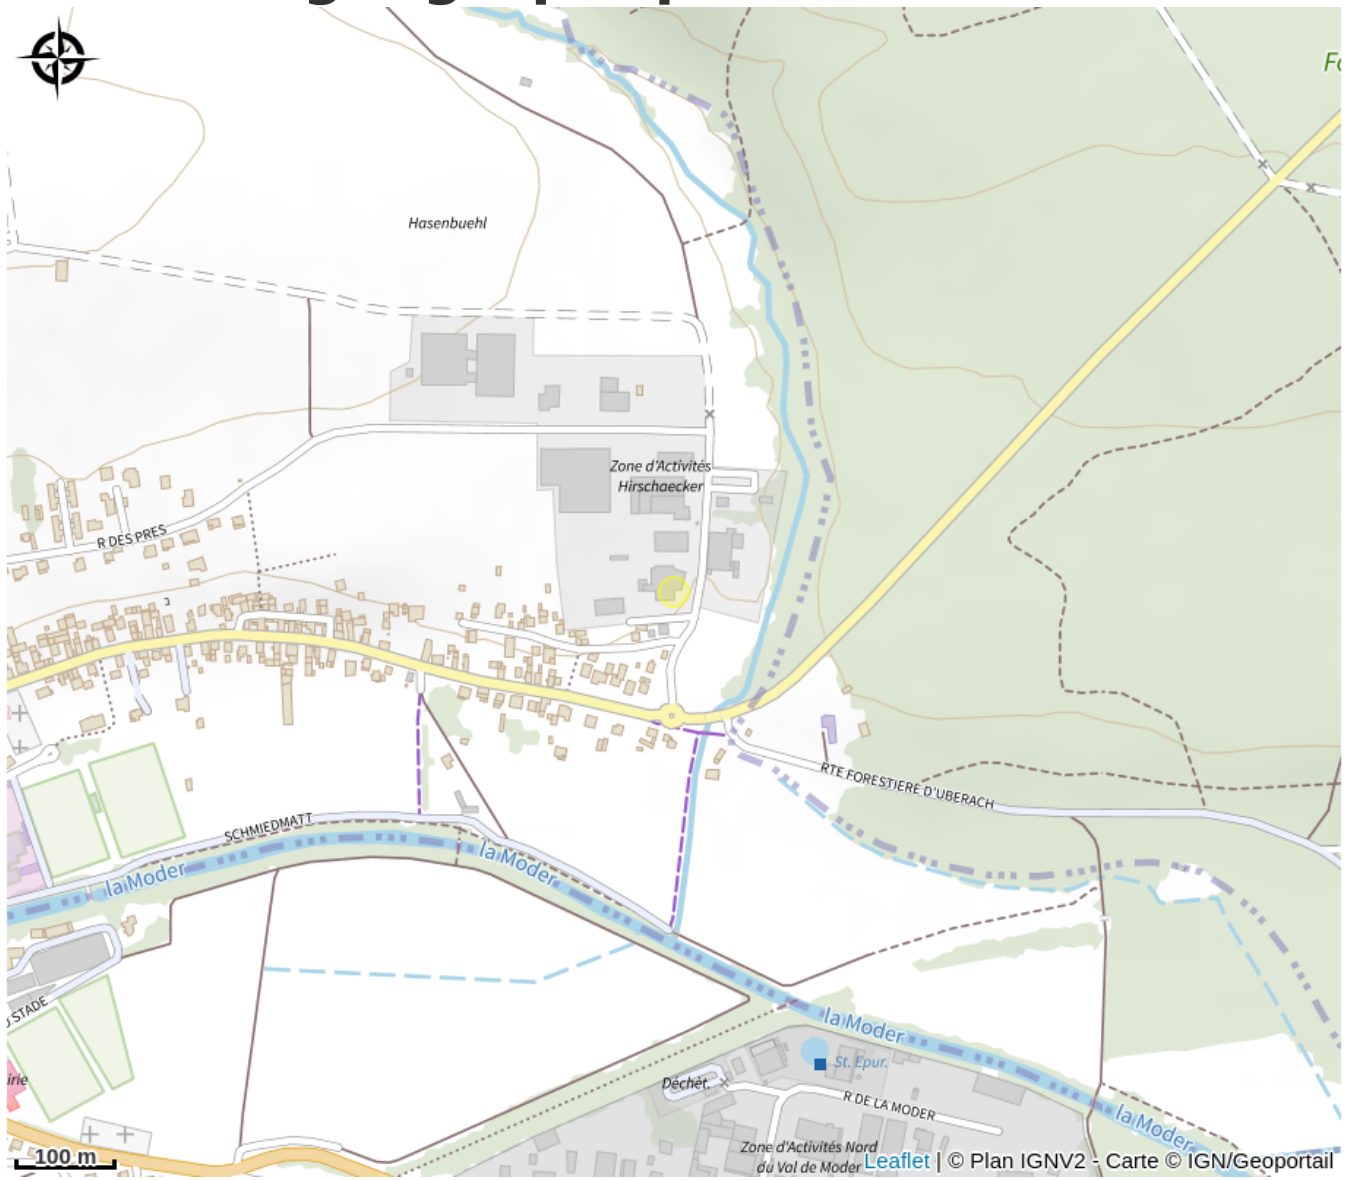 Hasenbuehl
Zone d'Activités
Hirschaecker
R DES PRES
RTE FORESTIERE D'UBERACH
SCHMIEDMATT
la Moder
la Moder
STADE
la Moder
St. Epur.
Déchèt.
R DE LA MODER
la Moder
Zone d'Activités Nord
du Val de Moder
100 m
Leaflet | © Plan IGNV2 - Carte © IGN/Geoportail